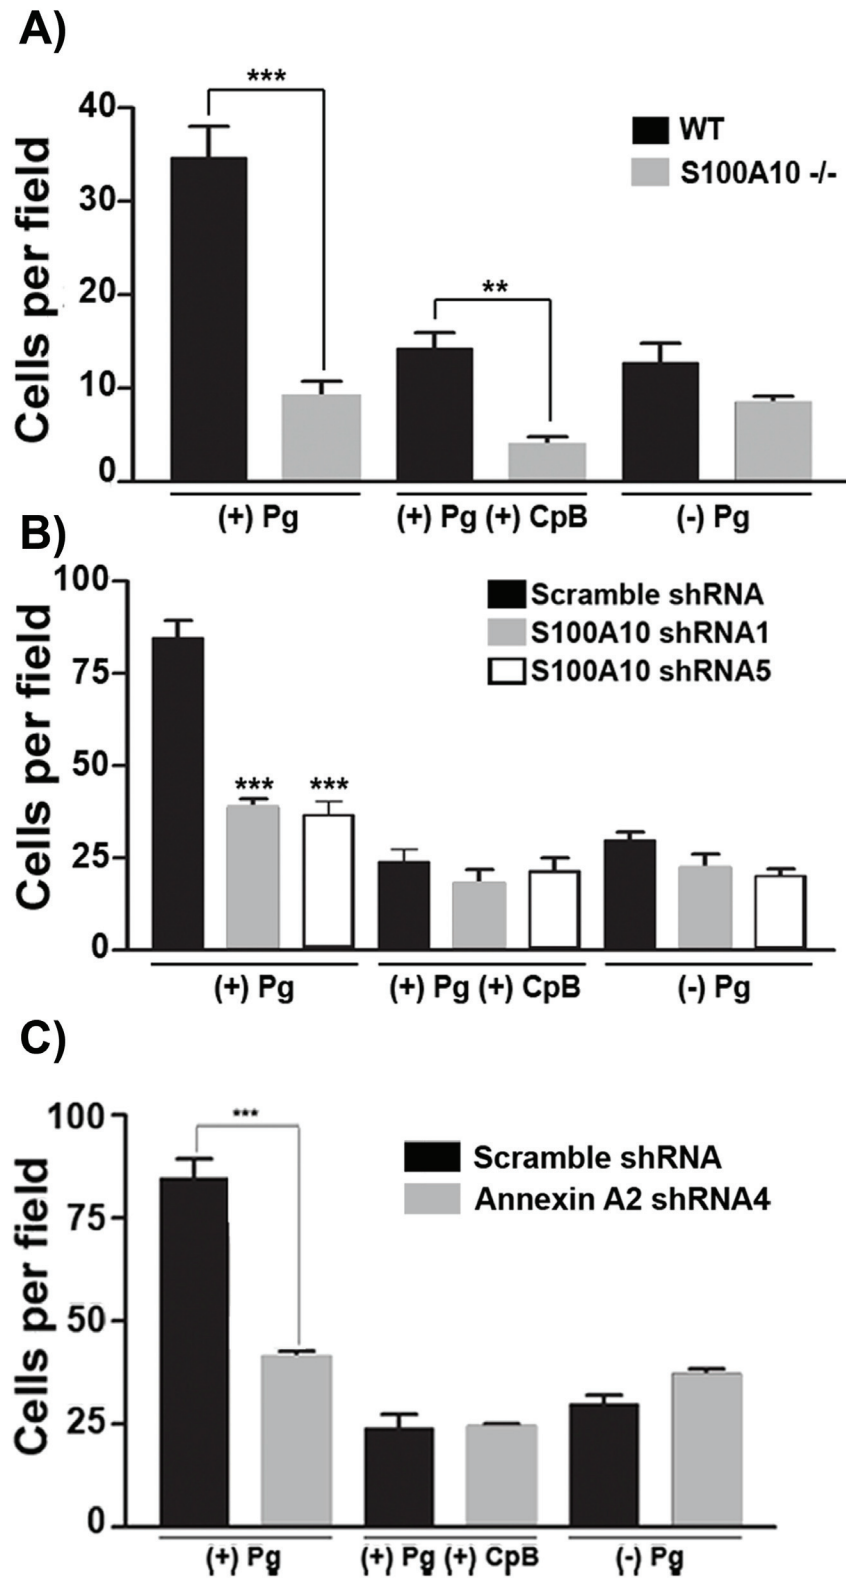 A)
Cells per field
40
30
20
10
0
***
**
WT
S100A10 -/-
(+) Pg
(+) Pg (+) CpB
(-) Pg
B)
Cells per field
100
75
50
25
0
***
***
Scramble shRNA
S100A10 shRNA1
S100A10 shRNA5
(+) Pg
(+) Pg (+) CpB
(-) Pg
C)
Cells per field
100
75
50
25
0
***
Scramble shRNA
Annexin A2 shRNA4
(+) Pg
(+) Pg (+) CpB
(-) Pg